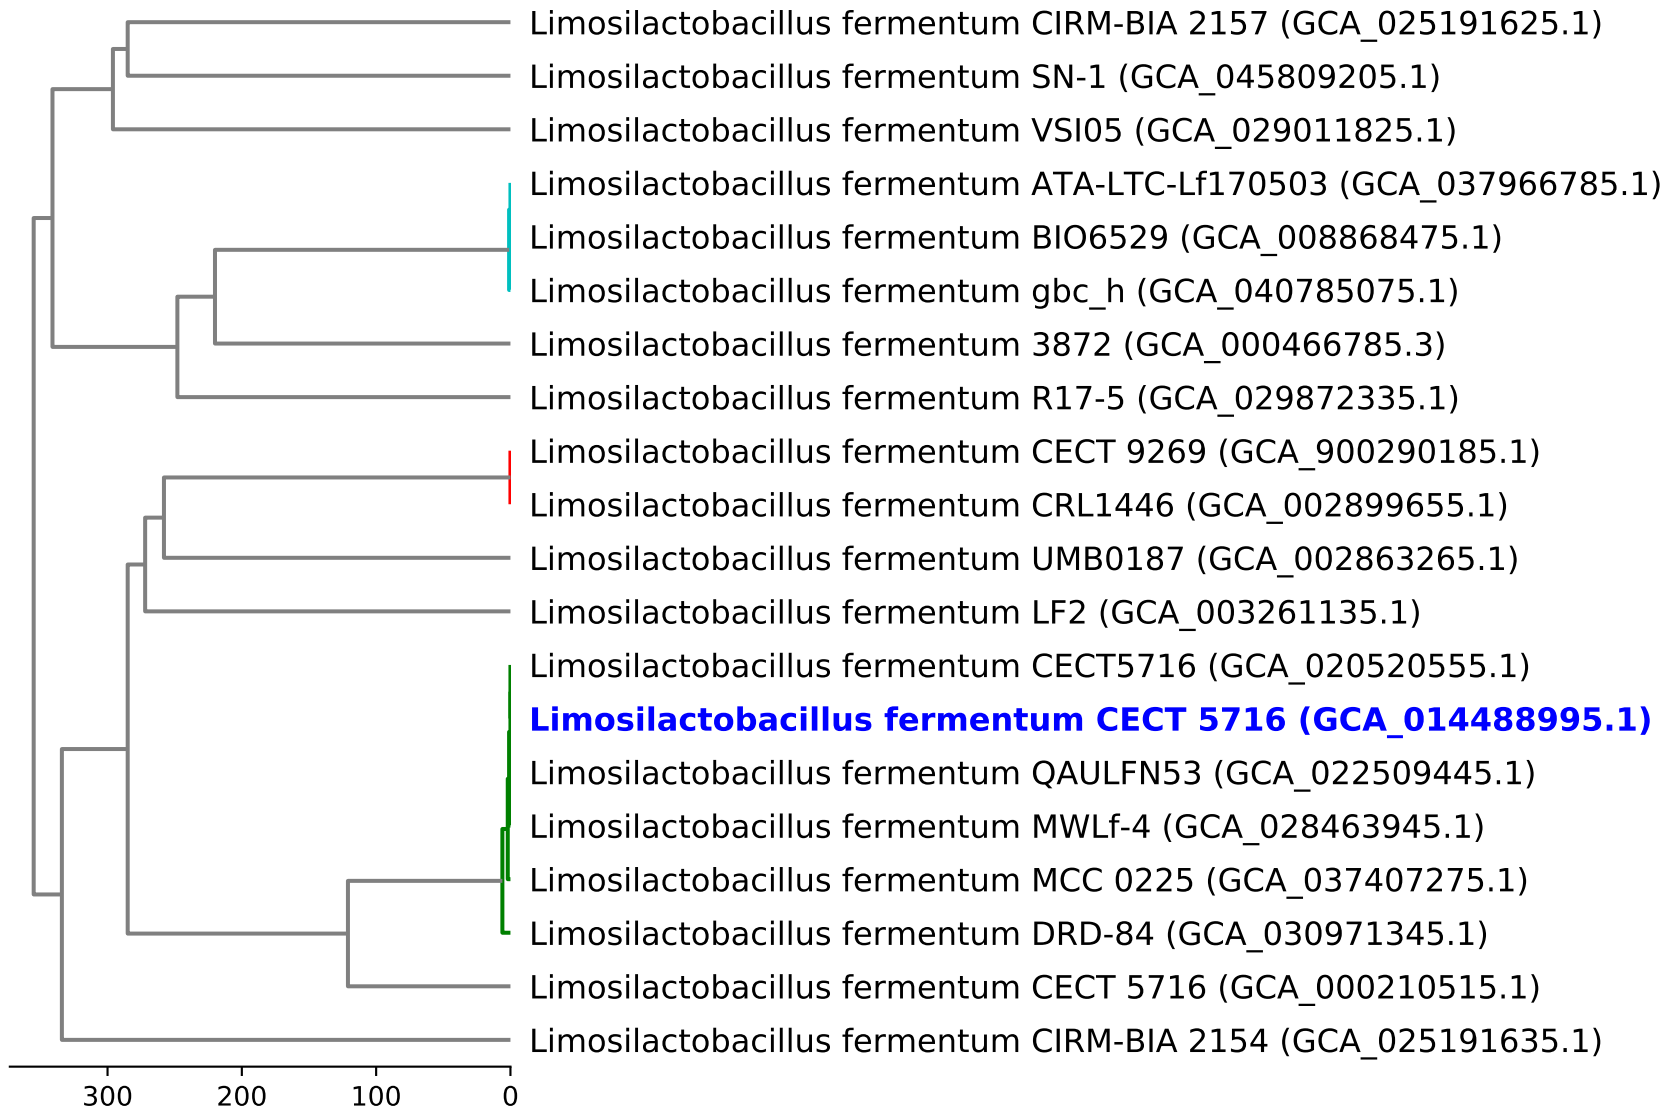 Limosilactobacillus fermentum CIRM-BIA 2157 (GCA_025191625.1)
Limosilactobacillus fermentum SN-1 (GCA_045809205.1)
Limosilactobacillus fermentum VSI05 (GCA_029011825.1)
Limosilactobacillus fermentum ATA-LTC-Lf170503 (GCA_037966785.1)
Limosilactobacillus fermentum BIO6529 (GCA_008868475.1)
Limosilactobacillus fermentum gbc_h (GCA_040785075.1)
Limosilactobacillus fermentum 3872 (GCA_000466785.3)
Limosilactobacillus fermentum R17-5 (GCA_029872335.1)
Limosilactobacillus fermentum CECT 9269 (GCA_900290185.1)
Limosilactobacillus fermentum CRL1446 (GCA_002899655.1)
Limosilactobacillus fermentum UMB0187 (GCA_002863265.1)
Limosilactobacillus fermentum LF2 (GCA_003261135.1)
Limosilactobacillus fermentum CECT5716 (GCA_020520555.1)
Limosilactobacillus fermentum CECT 5716 (GCA_014488995.1)
Limosilactobacillus fermentum QAULFN53 (GCA_022509445.1)
Limosilactobacillus fermentum MWLf-4 (GCA_028463945.1)
Limosilactobacillus fermentum MCC 0225 (GCA_037407275.1)
Limosilactobacillus fermentum DRD-84 (GCA_030971345.1)
Limosilactobacillus fermentum CECT 5716 (GCA_000210515.1)
Limosilactobacillus fermentum CIRM-BIA 2154 (GCA_025191635.1)
300 200 100 0